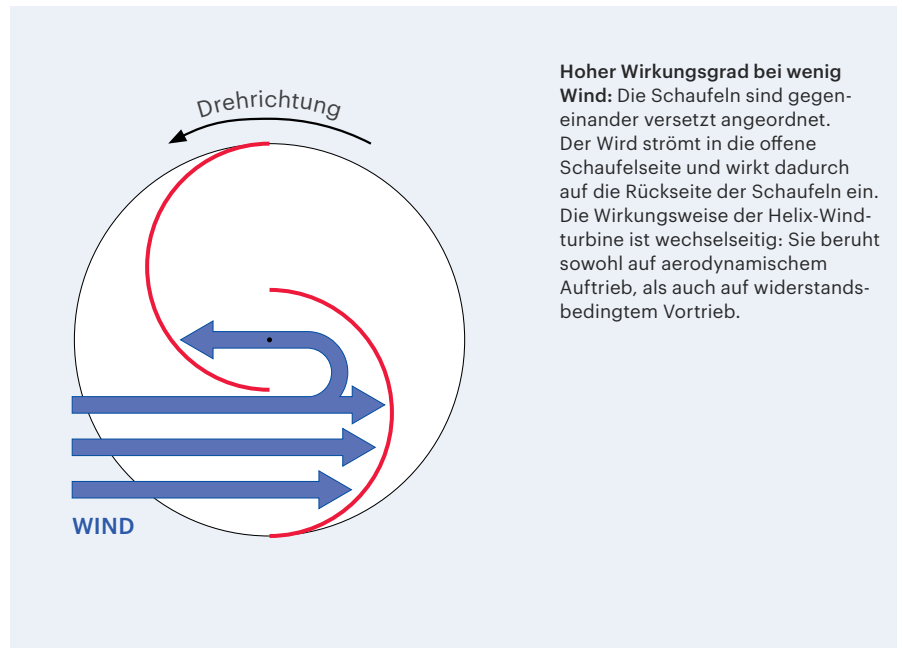 Drehrichtung
WIND
Hoher Wirkungsgrad bei wenig
Wind: Die Schaufeln sind gegen-
einander versetzt angeordnet.
Der Wird strömt in die offene
Schaufelseite und wirkt dadurch
auf die Rückseite der Schaufeln ein.
Die Wirkungsweise der Helix-Wind-
turbine ist wechselseitig: Sie beruht
sowohl auf aerodynamischem
Auftrieb, als auch auf widerstands-
bedingtem Vortrieb.